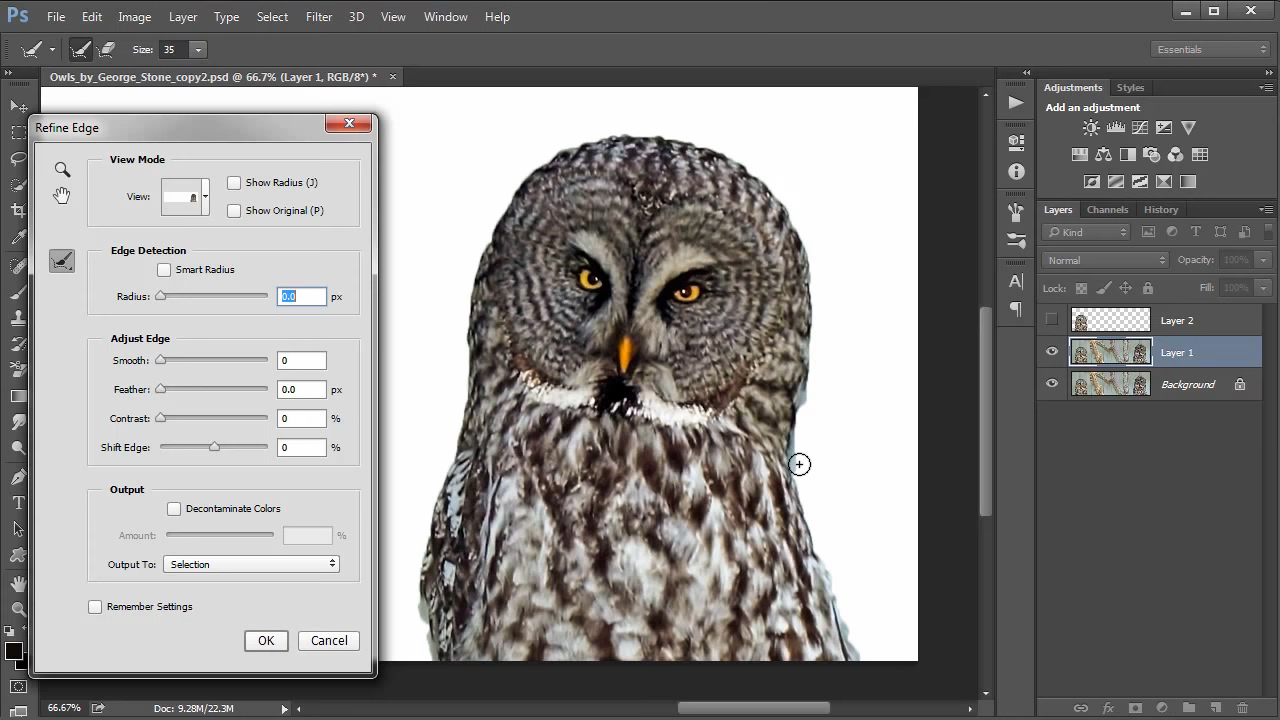 Ps File Edit Image Layer Type Select Filter 3D View Window Help
Size: 35 Essentials
Owls_by_George_Stone_copy2.psd @ 66.7% (Layer 1, RGB/8*) * ×
Refine Edge
View Mode
View: Show Radius (J)
Show Original (P)
Edge Detection
Smart Radius
Radius: 0.0 px
Adjust Edge
Smooth: 0
Feather: 0.0 px
Contrast: 0 %
Shift Edge: 0 %
Output
Decontaminate Colors
Amount: %
Output To: Selection
Remember Settings
OK Cancel
Adjustments Styles
Add an adjustment
Layers Channels History
Kind
Normal Opacity: 100%
Lock: Fill: 100%
Layer 2
Layer 1
Background
66.67% Doc: 9.28M/22.3M